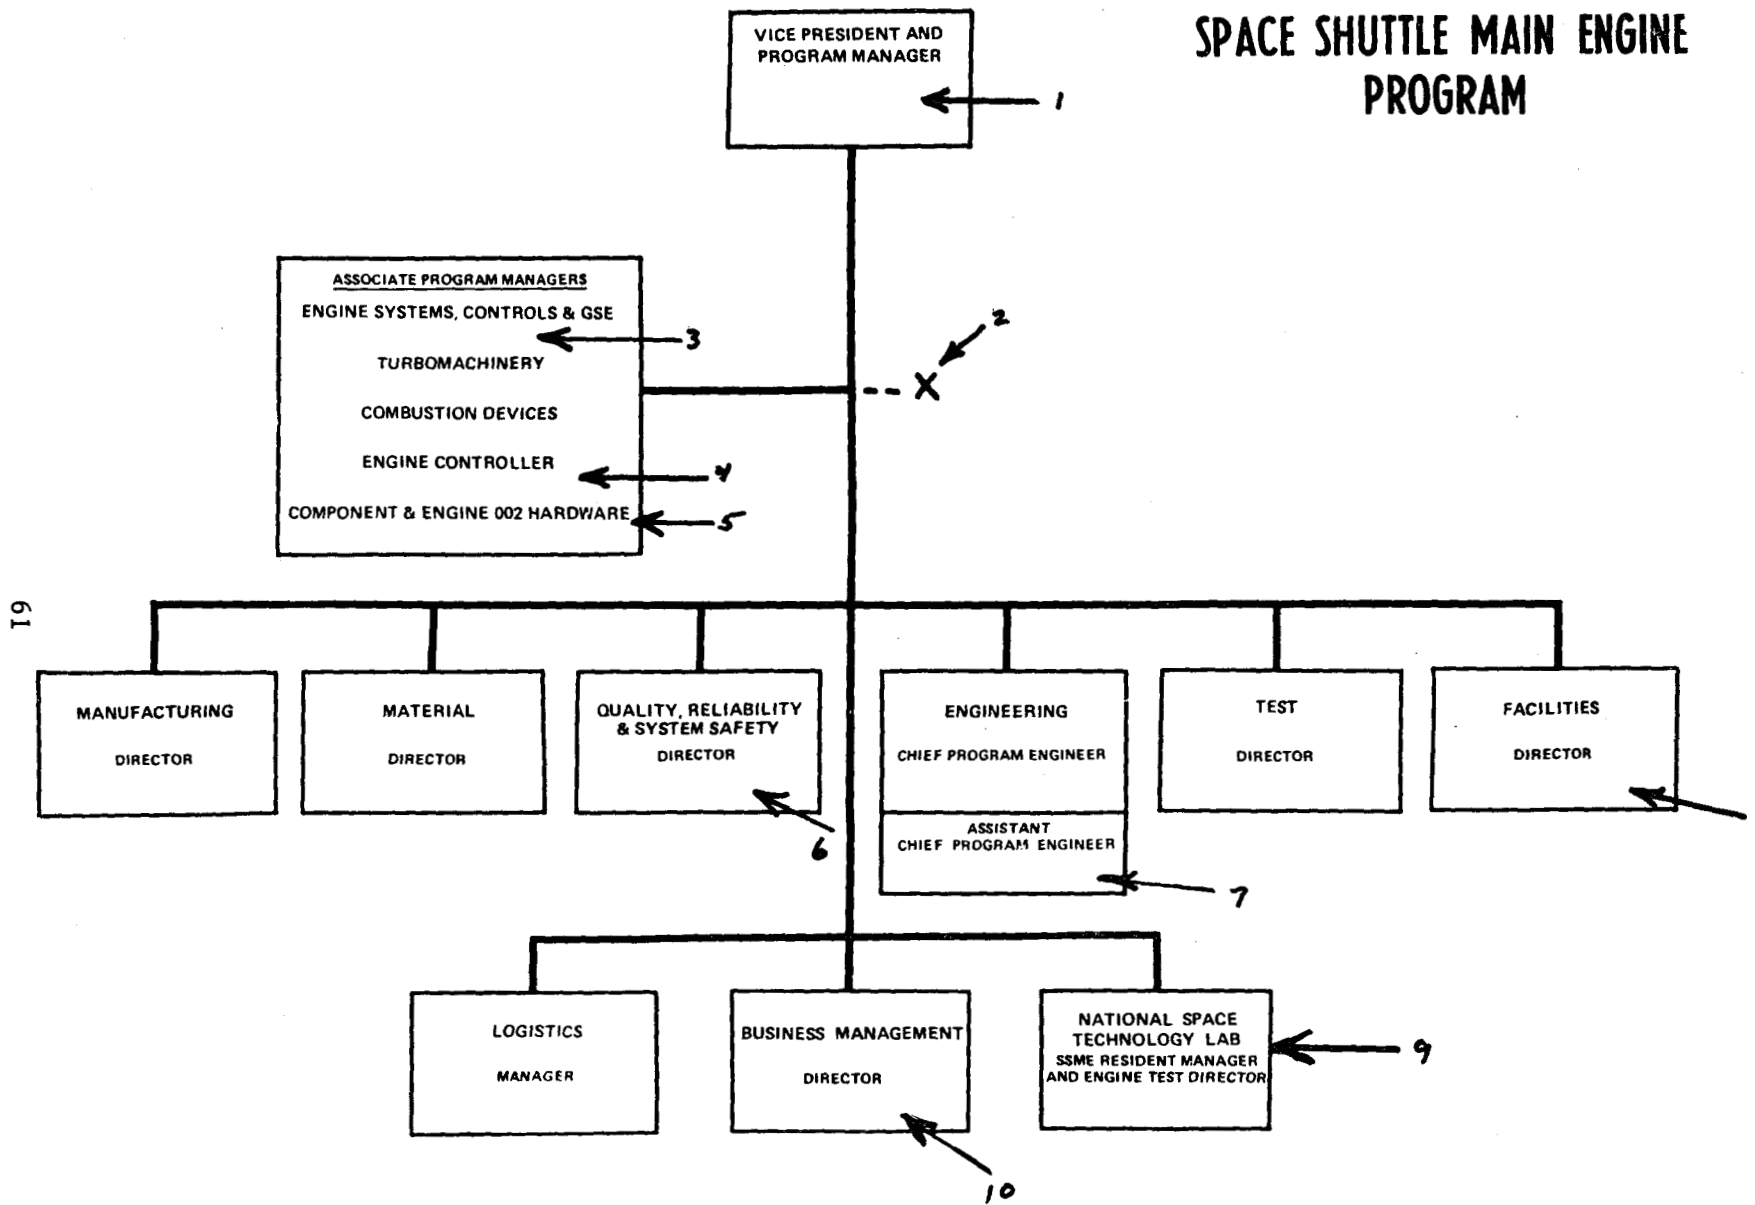 SPACE SHUTTLE MAIN ENGINE
PROGRAM
VICE PRESIDENT AND
PROGRAM MANAGER
1
ASSOCIATE PROGRAM MANAGERS
ENGINE SYSTEMS, CONTROLS & GSE
3
TURBOMACHINERY
COMBUSTION DEVICES
ENGINE CONTROLLER
4
COMPONENT & ENGINE 002 HARDWARE
5
2
X
61
MANUFACTURING
DIRECTOR
MATERIAL
DIRECTOR
QUALITY, RELIABILITY
& SYSTEM SAFETY
DIRECTOR
6
ENGINEERING
CHIEF PROGRAM ENGINEER
ASSISTANT
CHIEF PROGRAM ENGINEER
7
TEST
DIRECTOR
FACILITIES
DIRECTOR
LOGISTICS
MANAGER
BUSINESS MANAGEMENT
DIRECTOR
10
NATIONAL SPACE
TECHNOLOGY LAB
SSME RESIDENT MANAGER
AND ENGINE TEST DIRECTOR
9